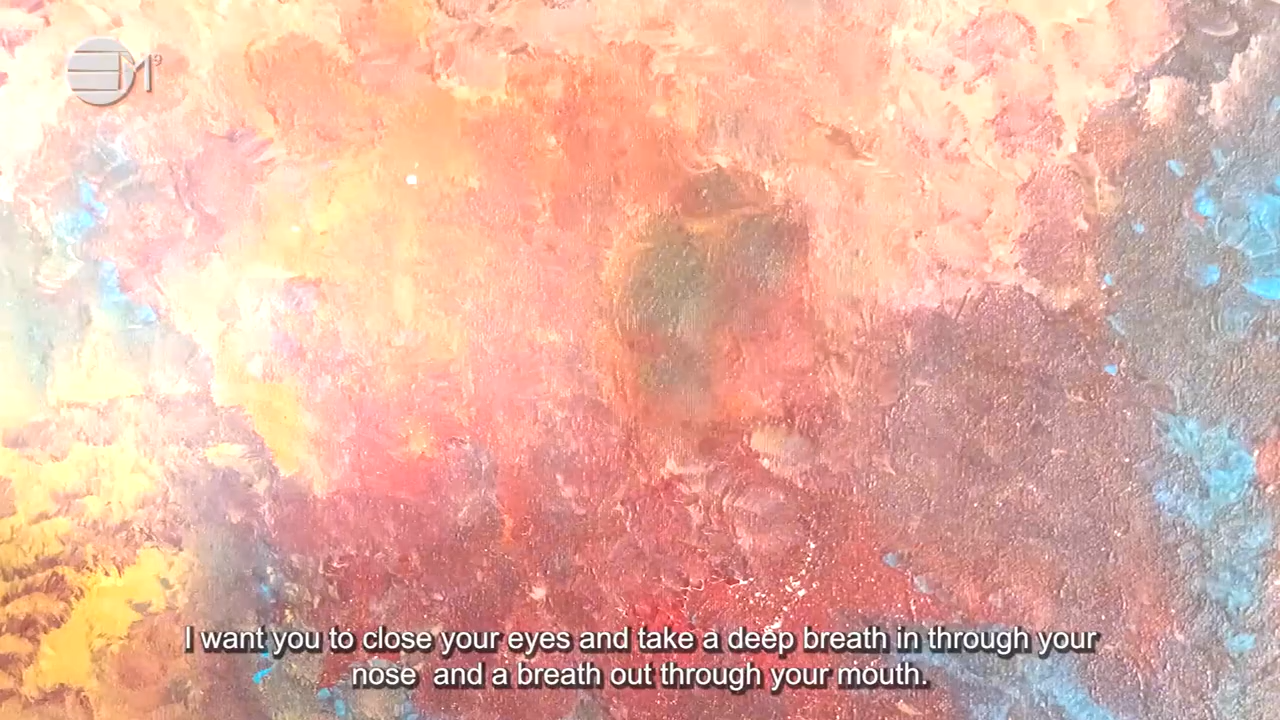 EM9
I want you to close your eyes and take a deep breath in through your
nose  and a breath out through your mouth.